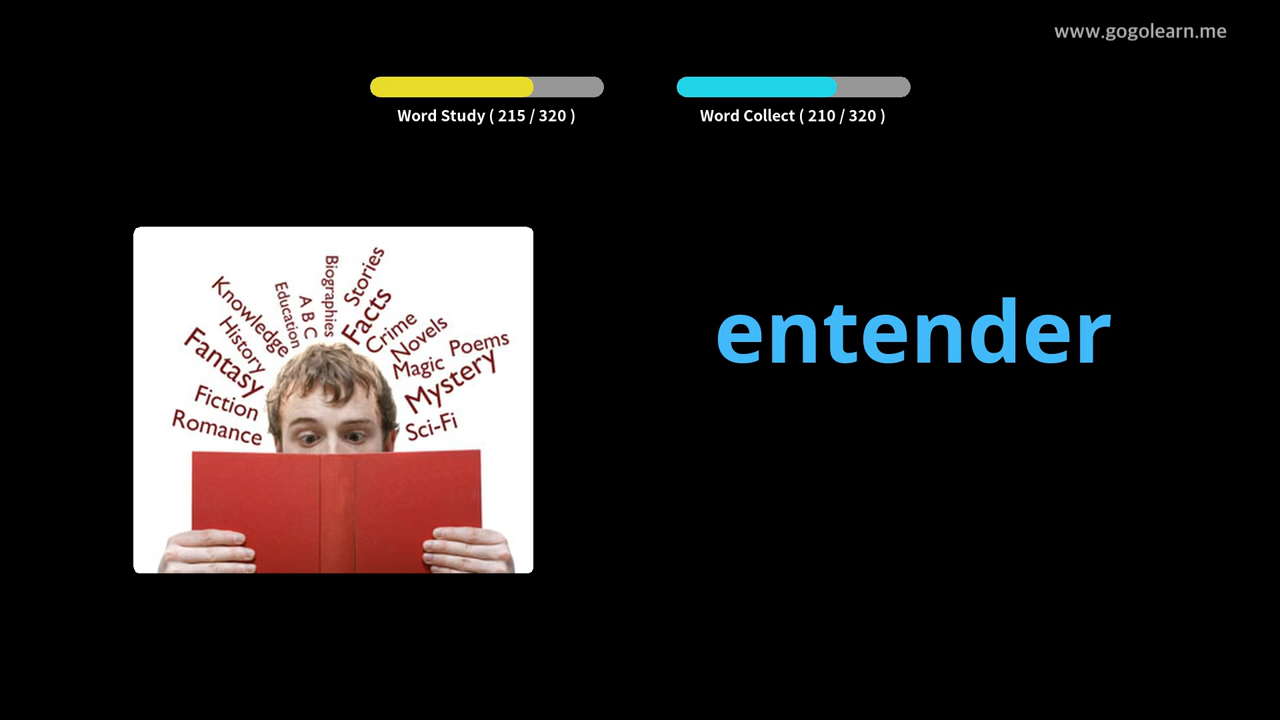 www.gogolearn.me
Word Study ( 215 / 320 )
Word Collect ( 210 / 320 )
Romance
Fiction
Fantasy
History
Knowledge
Education
A B C
Biographies
Stories
Facts
Crime
Novels
Magic
Poems
Mystery
Sci-Fi
entender